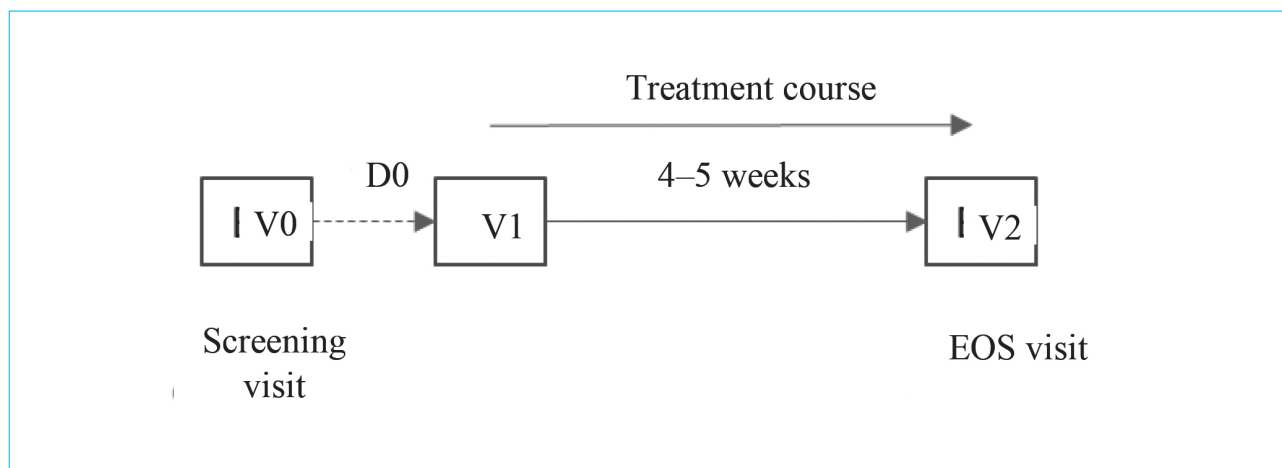 Treatment course
D0
4–5 weeks
V0
V1
V2
Screening
visit
EOS visit